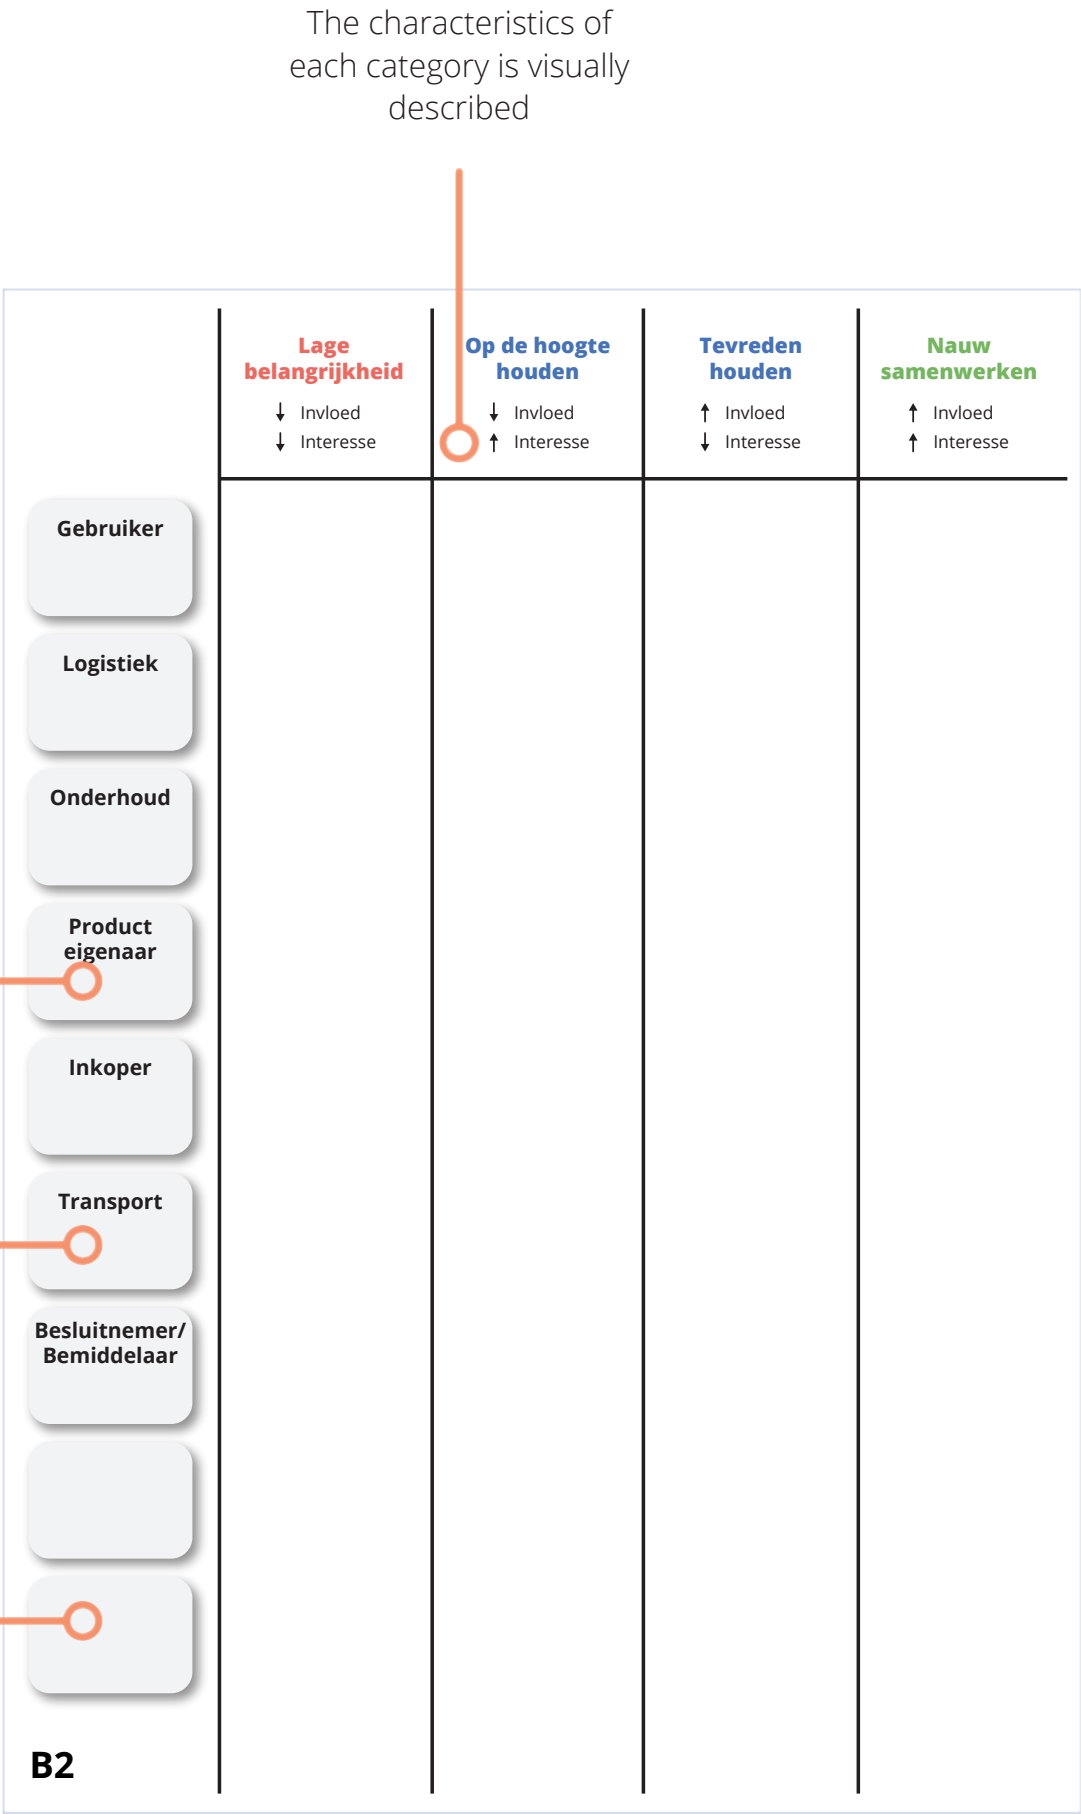 The characteristics of
each category is visually
described
Lage
belangrijkheid
↓ Invloed
↓ Interesse
Op de hoogte
houden
↓ Invloed
↑ Interesse
Tevreden
houden
↑ Invloed
↓ Interesse
Nauw
samenwerken
↑ Invloed
↑ Interesse
Gebruiker
Logistiek
Onderhoud
Product
eigenaar
Inkoper
Transport
Besluitnemer/
Bemiddelaar
B2